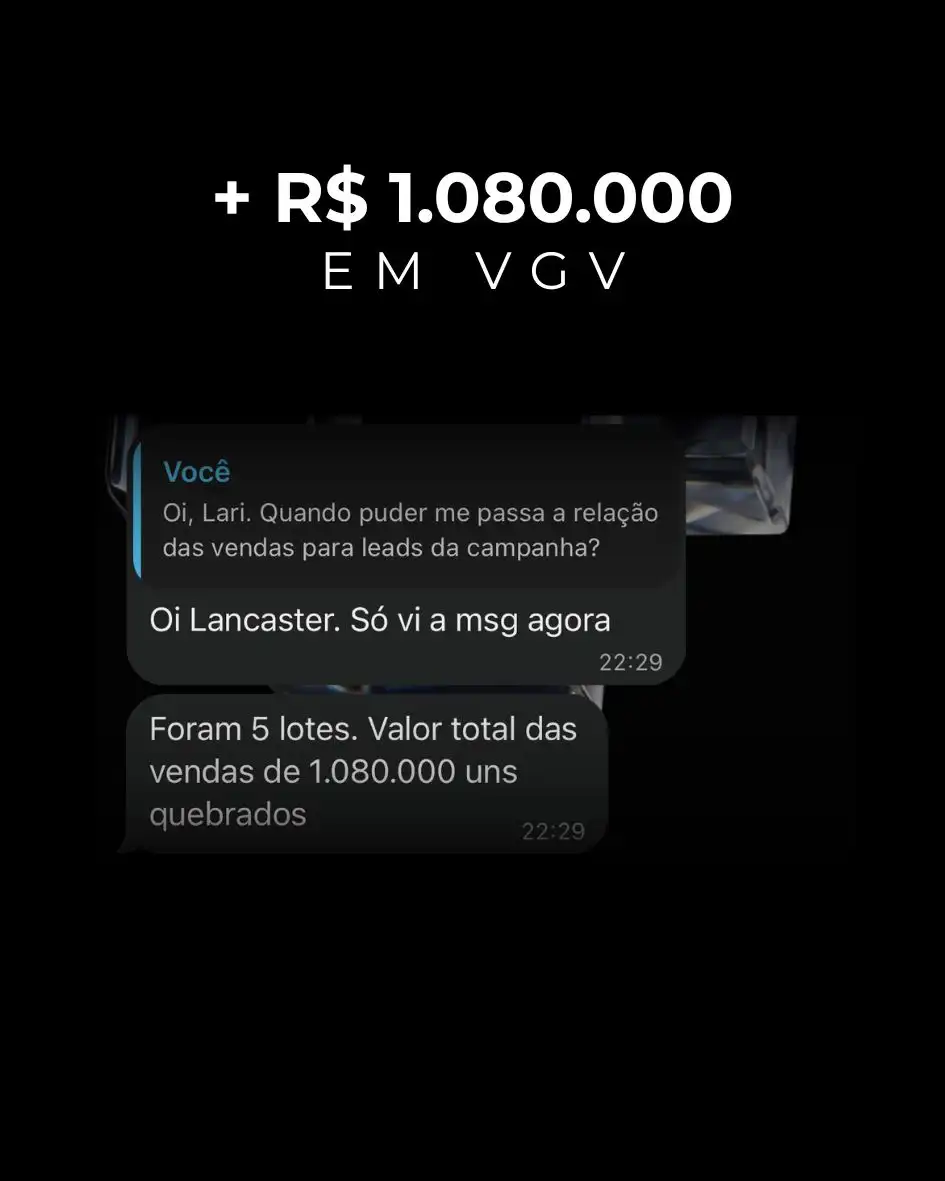 + R$ 1.080.000
EM VGV
Você
Oi, Lari. Quando puder me passa a relação
das vendas para leads da campanha?
Oi Lancaster. Só vi a msg agora
22:29
Foram 5 lotes. Valor total das
vendas de 1.080.000 uns
quebrados
22:29